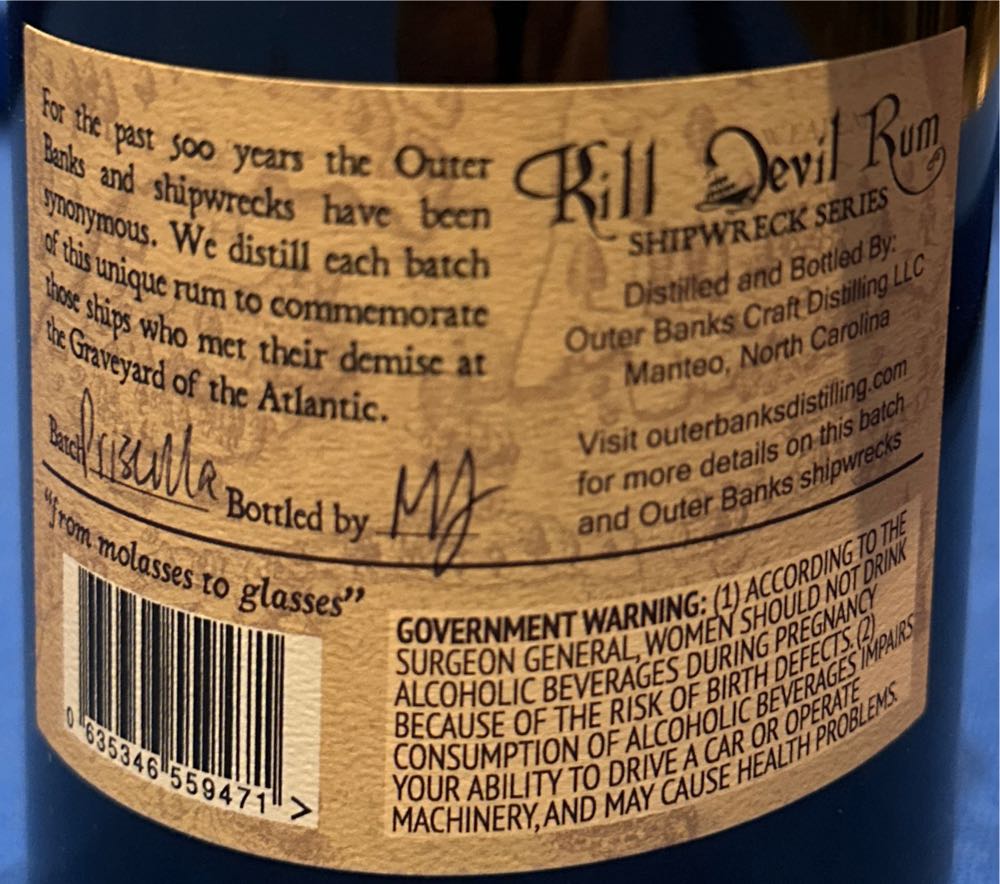 For the past 500 years the Outer
Banks and shipwrecks have been
synonymous. We distill each batch
of this unique rum to commemorate
those ships who met their demise at
the Graveyard of the Atlantic.
Batch Priscilla Bottled by MJ
"from molasses to glasses"
0 635346 559471 >
Kill Devil Rum
SHIPWRECK SERIES
Distilled and Bottled By:
Outer Banks Craft Distilling LLC
Manteo, North Carolina
Visit outerbanksdistilling.com
for more details on this batch
and Outer Banks shipwrecks
GOVERNMENT WARNING: (1) ACCORDING TO THE
SURGEON GENERAL, WOMEN SHOULD NOT DRINK
ALCOHOLIC BEVERAGES DURING PREGNANCY
BECAUSE OF THE RISK OF BIRTH DEFECTS. (2)
CONSUMPTION OF ALCOHOLIC BEVERAGES IMPAIRS
YOUR ABILITY TO DRIVE A CAR OR OPERATE
MACHINERY, AND MAY CAUSE HEALTH PROBLEMS.